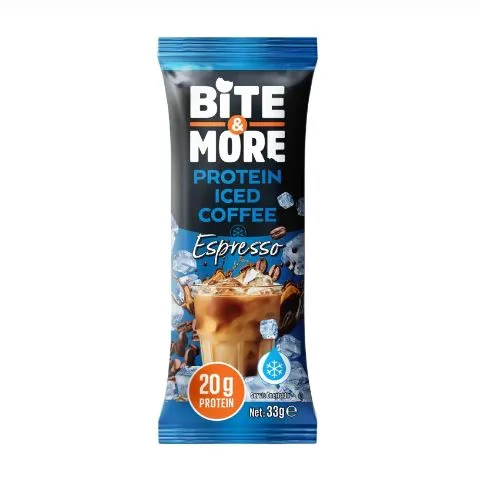 BiTE
&
MORE
PROTEIN
ICED
COFFEE
Espresso
20g
PROTEIN
Net: 33g ℮